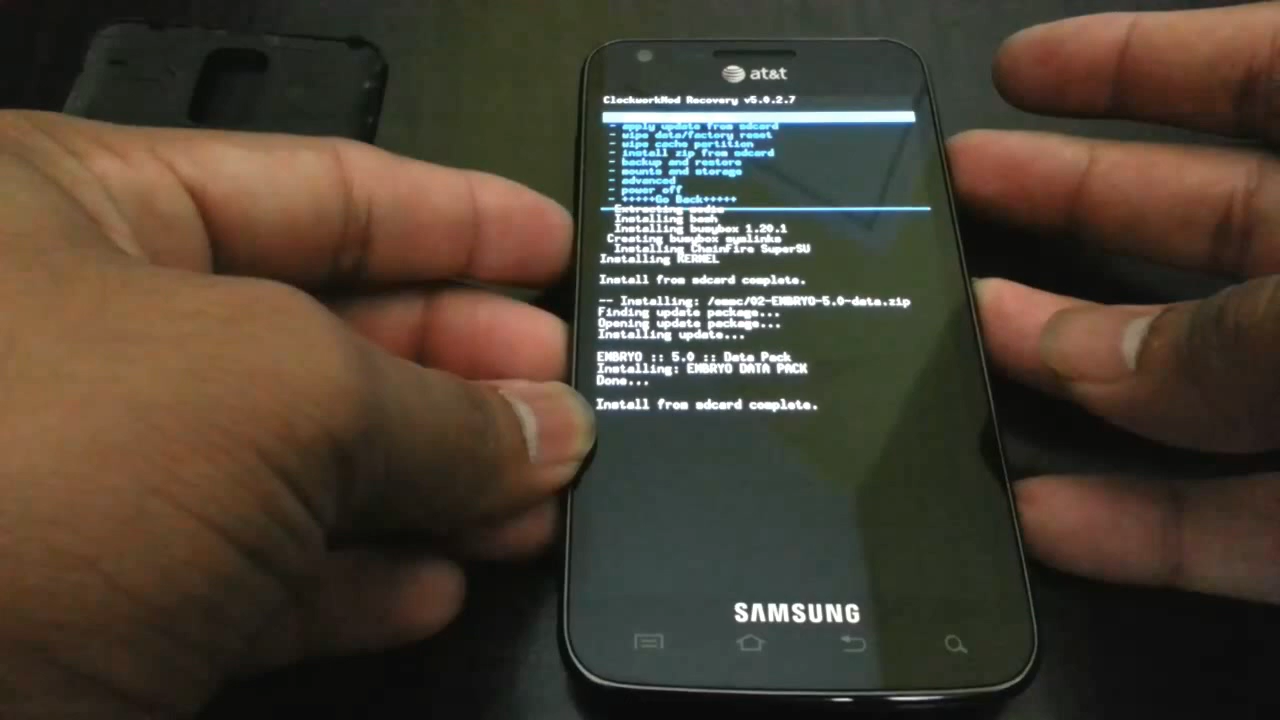 at&t
ClockworkMod Recovery v5.0.2.7
- apply update from sdcard
- wipe data/factory reset
- wipe cache partition
- install zip from sdcard
- backup and restore
- mounts and storage
- advanced
- power off
- +++++Go Back+++++
Extracting media
Installing bash
Installing busybox 1.20.1
Creating busybox symlinks
Installing ChainFire SuperSU
Installing KERNEL
Install from sdcard complete.
-- Installing: /emmc/02-EMBRYO-5.0-data.zip
Finding update package...
Opening update package...
Installing update...
EMBRYO :: 5.0 :: Data Pack
Installing: EMBRYO DATA PACK
Done...
Install from sdcard complete.
SAMSUNG